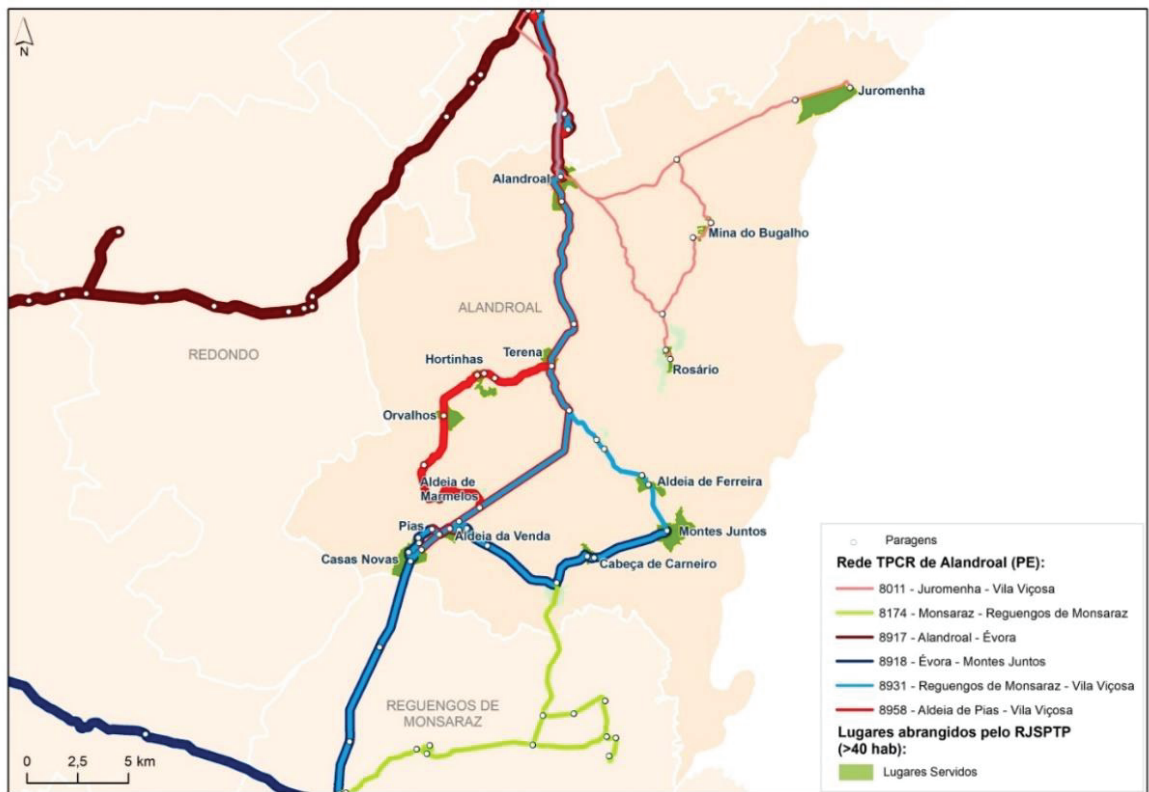 N
Juromenha
Alandroal
Mina do Bugalho
ALANDROAL
REDONDO
Terena
Hortinhas
Rosário
Orvalhos
Aldeia de
Marmelos
Aldeia de Ferreira
Pias
Aldeia da Venda
Montes Juntos
Casas Novas
Cabeça de Carneiro
REGUENGOS DE
MONSARAZ
0 2,5 5 km
Paragens
Rede TPCR de Alandroal (PE):
8011 - Juromenha - Vila Viçosa
8174 - Monsaraz - Reguengos de Monsaraz
8917 - Alandroal - Évora
8918 - Évora - Montes Juntos
8931 - Reguengos de Monsaraz - Vila Viçosa
8958 - Aldeia de Pias - Vila Viçosa
Lugares abrangidos pelo RJSPTP
(>40 hab):
Lugares Servidos